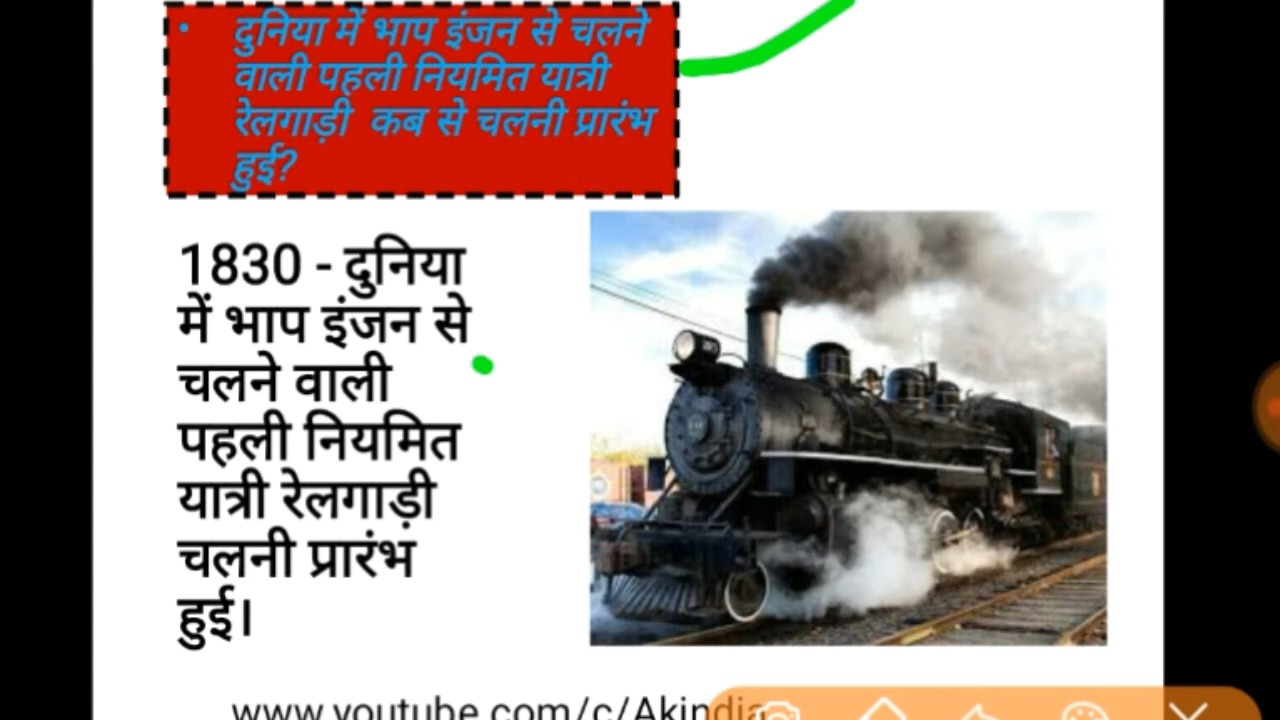 • दुनिया में भाप इंजन से चलने
वाली पहली नियमित यात्री
रेलगाड़ी कब से चलनी प्रारंभ
हुई?
1830 - दुनिया
में भाप इंजन से
चलने वाली
पहली नियमित
यात्री रेलगाड़ी
चलनी प्रारंभ
हुई।
www.youtube.com/c/Akindia